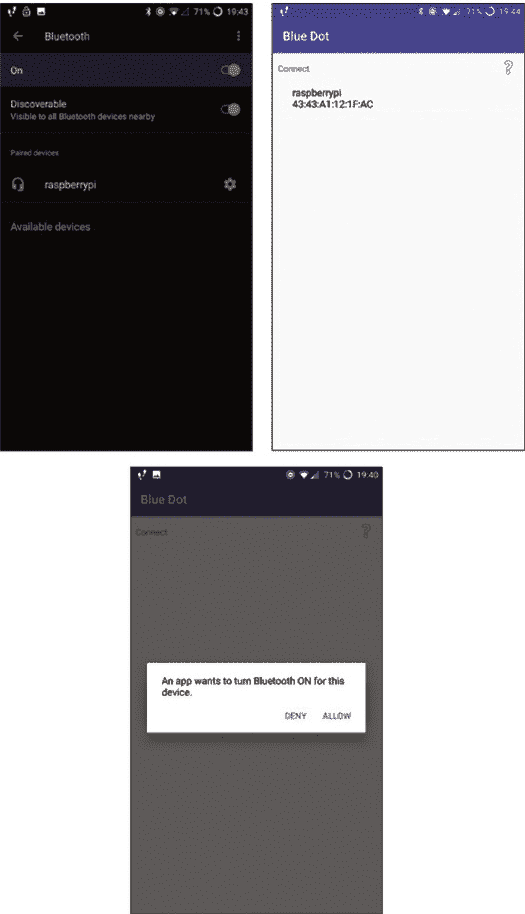 71% 19:43
Bluetooth
On
Discoverable
Visible to all Bluetooth devices nearby
Paired devices
raspberrypi
Available devices
71% 19:44
Blue Dot
Connect
?
raspberrypi
43:43:A1:12:1F:AC
71% 19:40
Blue Dot
Connect
?
An app wants to turn Bluetooth ON for this
device.
DENY ALLOW